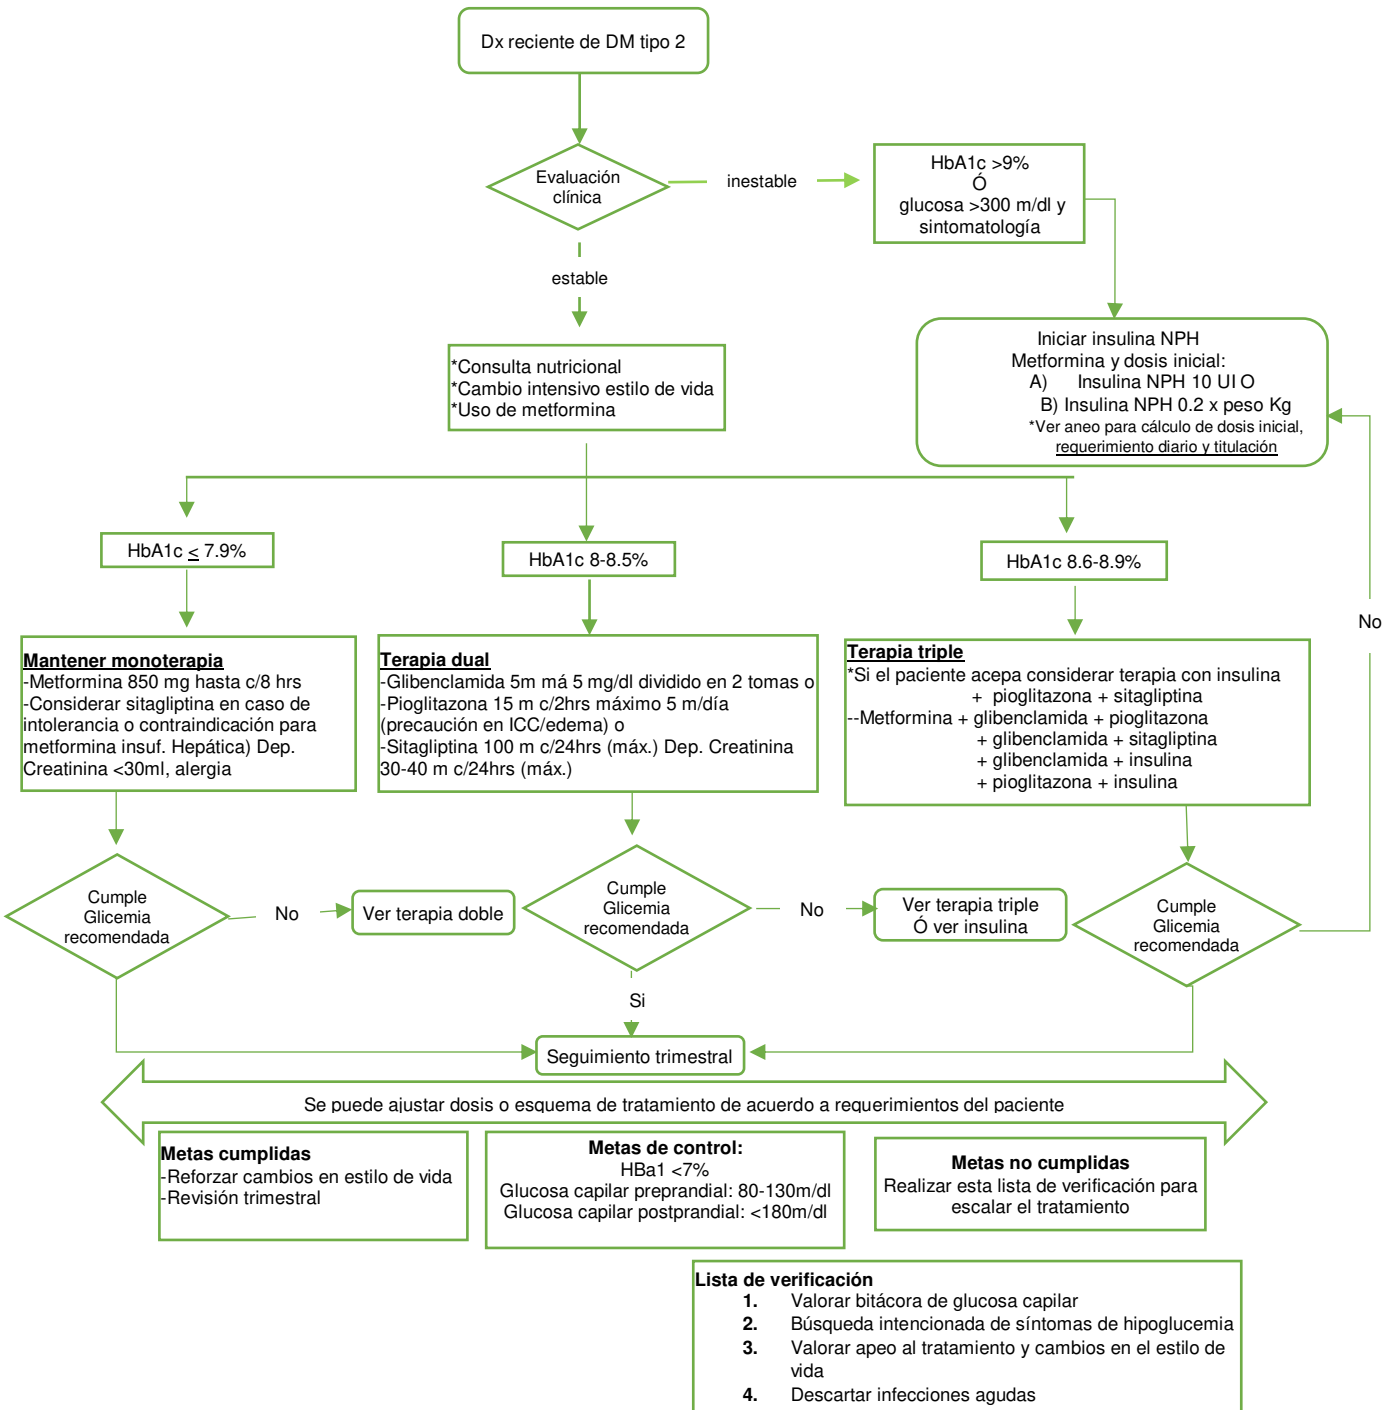 Dx reciente de DM tipo 2
Evaluación
clínica
inestable
HbA1c >9%
Ó
glucosa >300 m/dl y
sintomatología
estable
*Consulta nutricional
*Cambio intensivo estilo de vida
*Uso de metformina
Iniciar insulina NPH
Metformina y dosis inicial:
A) Insulina NPH 10 UI O
B) Insulina NPH 0.2 x peso Kg
*Ver aneo para cálculo de dosis inicial,
requerimiento diario y titulación
HbA1c ≤ 7.9%
HbA1c 8-8.5%
HbA1c 8.6-8.9%
No
Mantener monoterapia
-Metformina 850 mg hasta c/8 hrs
-Considerar sitagliptina en caso de
intolerancia o contraindicación para
metformina insuf. Hepática) Dep.
Creatinina <30ml, alergia
Terapia dual
-Glibenclamida 5m má 5 mg/dl dividido en 2 tomas o
-Pioglitazona 15 m c/2hrs máximo 5 m/día
(precaución en ICC/edema) o
-Sitagliptina 100 m c/24hrs (máx.) Dep. Creatinina
30-40 m c/24hrs (máx.)
Terapia triple
*Si el paciente acepa considerar terapia con insulina
+ pioglitazona + sitagliptina
--Metformina + glibenclamida + pioglitazona
+ glibenclamida + sitagliptina
+ glibenclamida + insulina
+ pioglitazona + insulina
Cumple
Glicemia
recomendada
No
Ver terapia doble
Cumple
Glicemia
recomendada
No
Ver terapia triple
Ó ver insulina
Cumple
Glicemia
recomendada
Si
Seguimiento trimestral
Se puede ajustar dosis o esquema de tratamiento de acuerdo a requerimientos del paciente
Metas cumplidas
-Reforzar cambios en estilo de vida
-Revisión trimestral
Metas de control:
HBa1 <7%
Glucosa capilar preprandial: 80-130m/dl
Glucosa capilar postprandial: <180m/dl
Metas no cumplidas
Realizar esta lista de verificación para
escalar el tratamiento
Lista de verificación
1. Valorar bitácora de glucosa capilar
2. Búsqueda intencionada de síntomas de hipoglucemia
3. Valorar apeo al tratamiento y cambios en el estilo de
vida
4. Descartar infecciones agudas